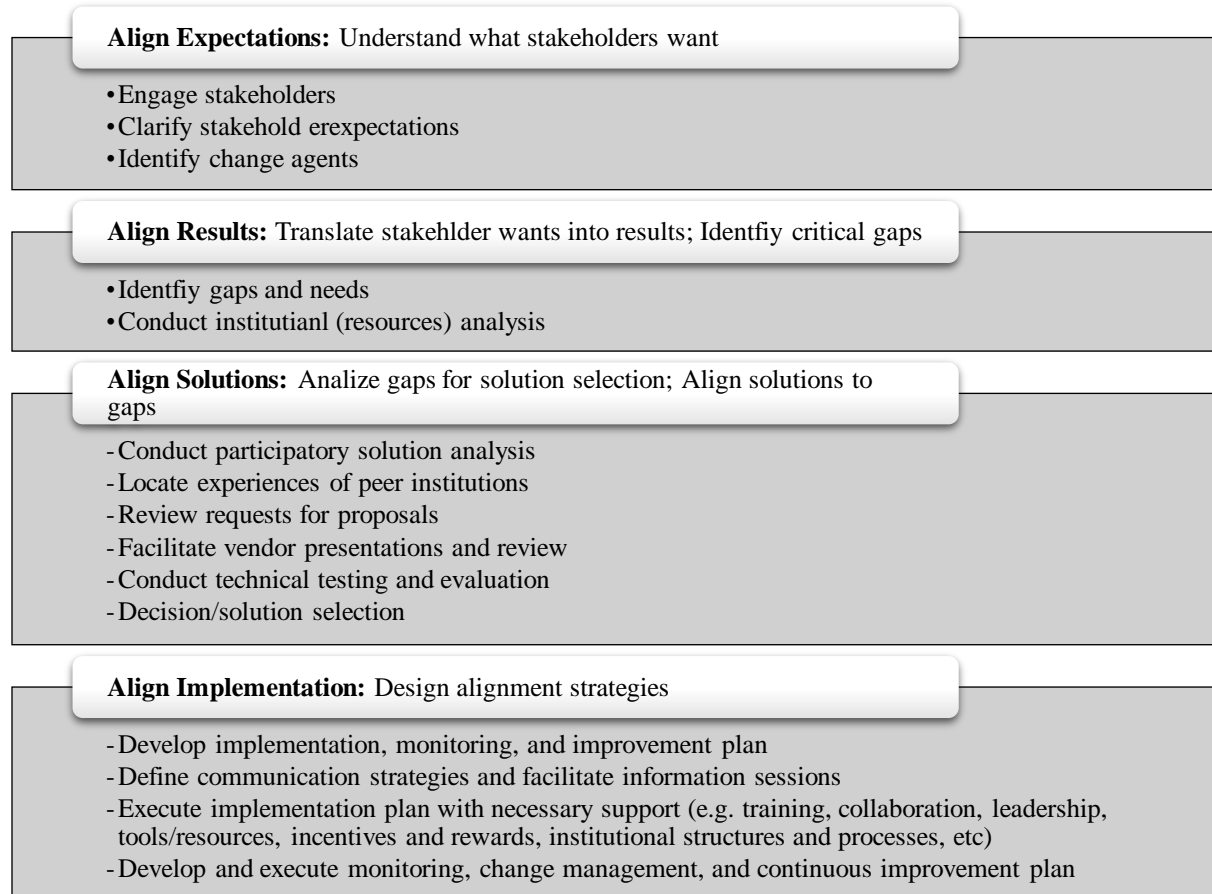 Align Expectations: Understand what stakeholders want
•Engage stakeholders
•Clarify stakehold erexpectations
•Identify change agents
Align Results: Translate stakehlder wants into results; Identfiy critical gaps
•Identfiy gaps and needs
•Conduct institutianl (resources) analysis
Align Solutions: Analize gaps for solution selection; Align solutions to
gaps
-Conduct participatory solution analysis
-Locate experiences of peer institutions
-Review requests for proposals
-Facilitate vendor presentations and review
-Conduct technical testing and evaluation
-Decision/solution selection
Align Implementation: Design alignment strategies
-Develop implementation, monitoring, and improvement plan
-Define communication strategies and facilitate information sessions
-Execute implementation plan with necessary support (e.g. training, collaboration, leadership,
tools/resources, incentives and rewards, institutional structures and processes, etc)
-Develop and execute monitoring, change management, and continuous improvement plan